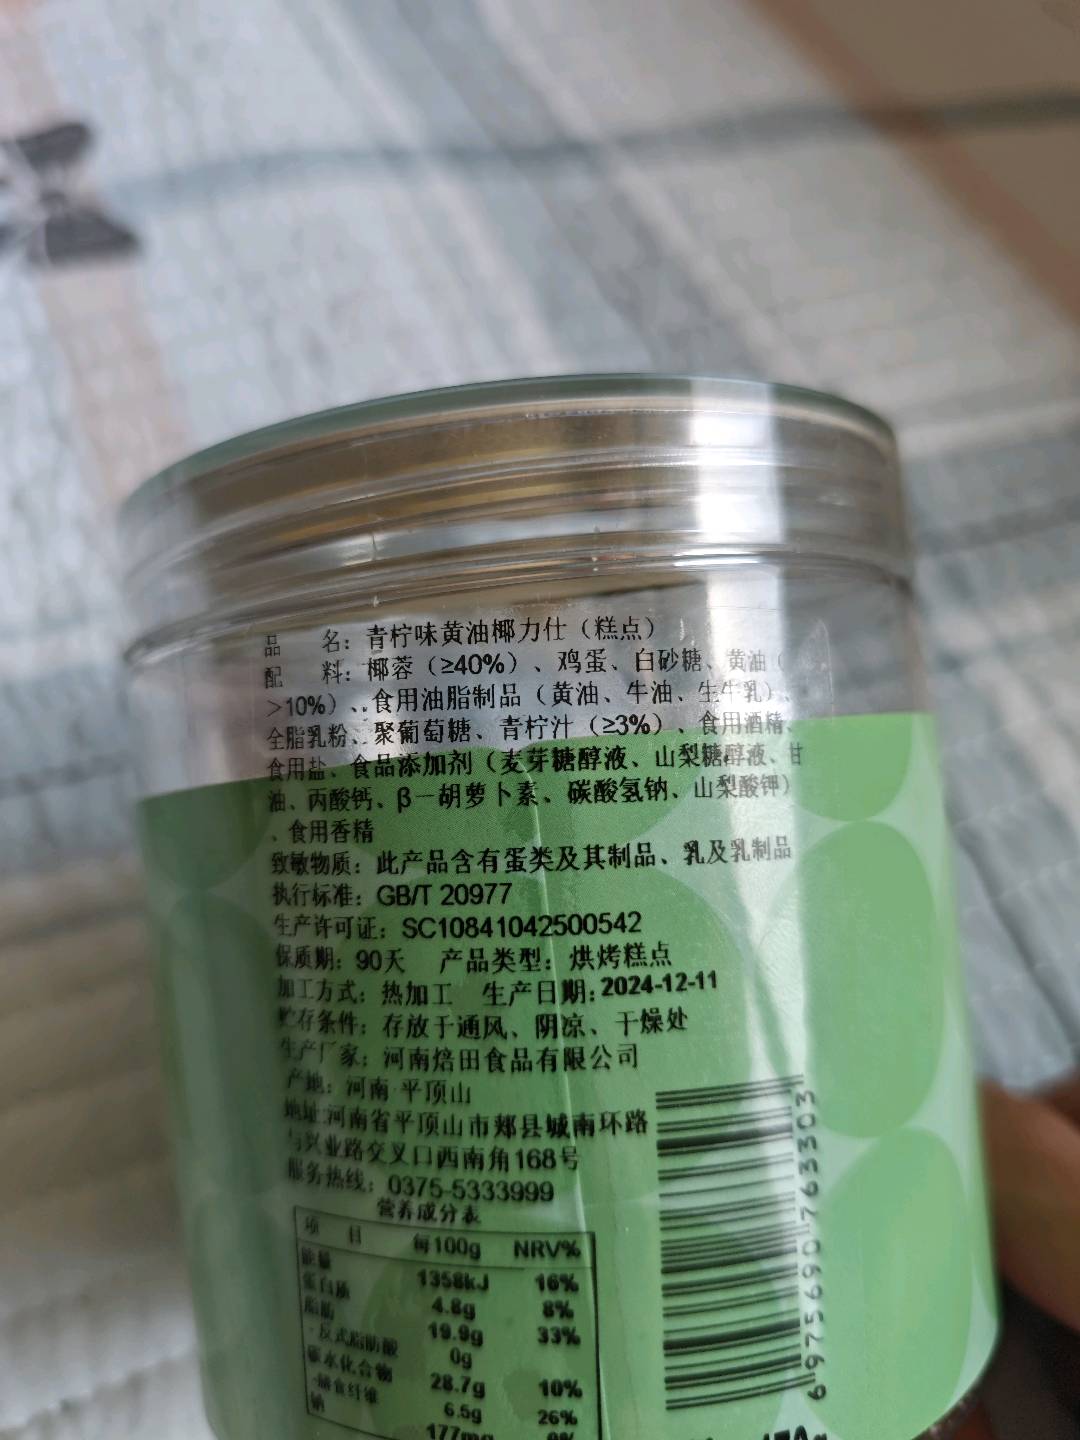 品 名：青柠味黄油椰力仕（糕点）
配 料：椰蓉（≥40%）、鸡蛋、白砂糖、黄油（
>10%）、食用油脂制品（黄油、牛油、生牛乳）、
全脂乳粉、聚葡萄糖、青柠汁（≥3%）、食用酒精、
食用盐、食品添加剂（麦芽糖醇液、山梨糖醇液、甘
油、丙酸钙、β－胡萝卜素、碳酸氢钠、山梨酸钾）
、食用香精
致敏物质：此产品含有蛋类及其制品、乳及乳制品
执行标准：GB/T 20977
生产许可证：SC10841042500542
保质期：90天 产品类型：烘烤糕点
加工方式：热加工 生产日期：2024-12-11
贮存条件：存放于通风、阴凉、干燥处
生产厂家：河南焙田食品有限公司
产地：河南 平顶山
地址:河南省平顶山市郏县城南环路
与兴业路交叉口西南角168号
服务热线：0375-5333999
营养成分表
项 目 每100g NRV%
能量 1358kJ 16%
蛋白质 4.8g 8%
脂肪 19.9g 33%
-反式脂肪酸 0g
碳水化合物 28.7g 10%
-膳食纤维 6.5g 26%
钠 177mg 9%
6975690763303